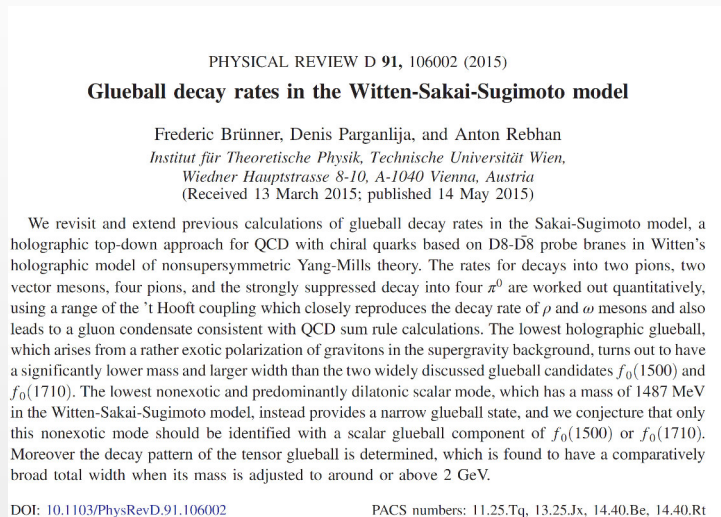 PHYSICAL REVIEW D 91, 106002 (2015)
Glueball decay rates in the Witten-Sakai-Sugimoto model
Frederic Brünner, Denis Parganlija, and Anton Rebhan
Institut für Theoretische Physik, Technische Universität Wien,
Wiedner Hauptstrasse 8-10, A-1040 Vienna, Austria
(Received 13 March 2015; published 14 May 2015)
We revisit and extend previous calculations of glueball decay rates in the Sakai-Sugimoto model, a
holographic top-down approach for QCD with chiral quarks based on D8-D̄8 probe branes in Witten's
holographic model of nonsupersymmetric Yang-Mills theory. The rates for decays into two pions, two
vector mesons, four pions, and the strongly suppressed decay into four π⁰ are worked out quantitatively,
using a range of the 't Hooft coupling which closely reproduces the decay rate of ρ and ω mesons and also
leads to a gluon condensate consistent with QCD sum rule calculations. The lowest holographic glueball,
which arises from a rather exotic polarization of gravitons in the supergravity background, turns out to have
a significantly lower mass and larger width than the two widely discussed glueball candidates f₀(1500) and
f₀(1710). The lowest nonexotic and predominantly dilatonic scalar mode, which has a mass of 1487 MeV
in the Witten-Sakai-Sugimoto model, instead provides a narrow glueball state, and we conjecture that only
this nonexotic mode should be identified with a scalar glueball component of f₀(1500) or f₀(1710).
Moreover the decay pattern of the tensor glueball is determined, which is found to have a comparatively
broad total width when its mass is adjusted to around or above 2 GeV.
DOI: 10.1103/PhysRevD.91.106002 PACS numbers: 11.25.Tq, 13.25.Jx, 14.40.Be, 14.40.Rt